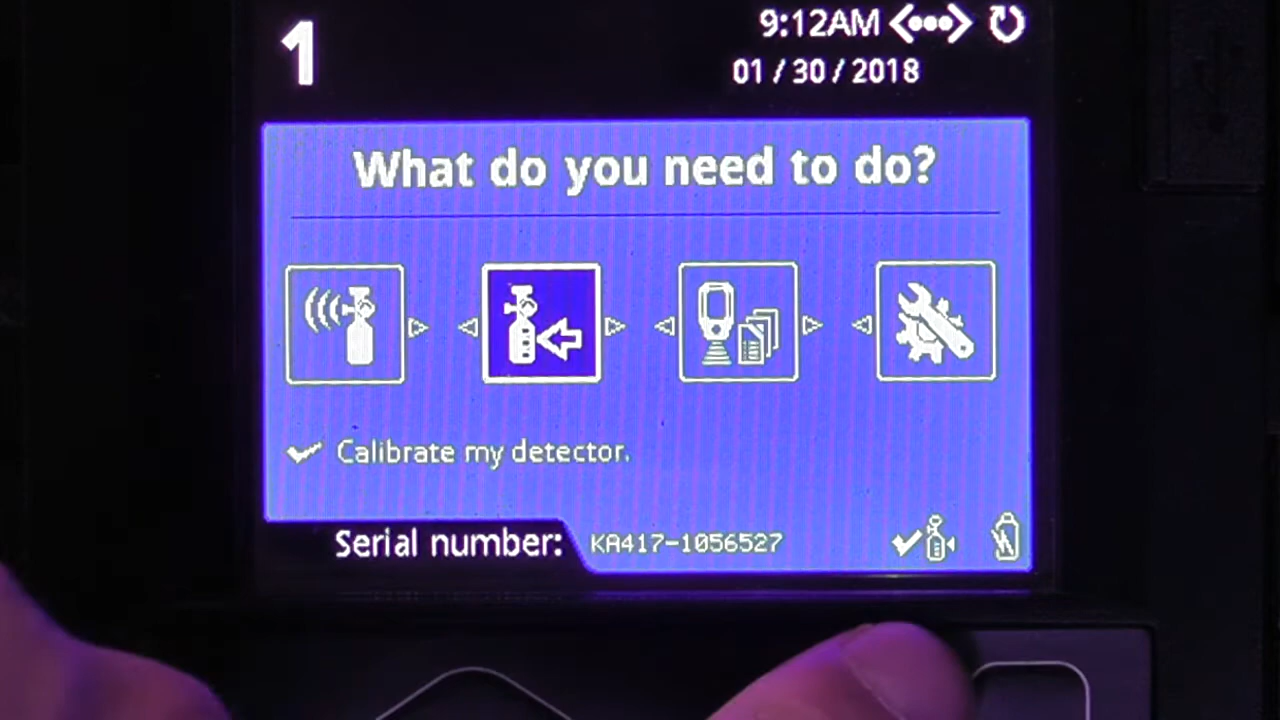 1
9:12AM
01 / 30 / 2018
What do you need to do?
Calibrate my detector.
Serial number: KA417-1056527